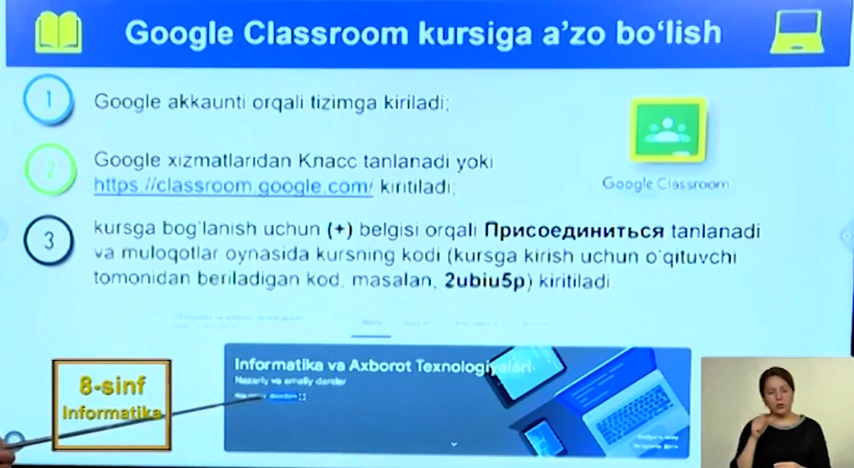 Google Classroom kursiga a’zo bo‘lish
1
Google akkaunti orqali tizimga kiriladi;
2
Google xizmatlaridan Класс tanlanadi yoki
https://classroom.google.com/ kiritiladi;
Google Classroom
3
kursga bog‘lanish uchun (+) belgisi orqali Присоединиться tanlanadi
va muloqotlar oynasida kursning kodi (kursga kirish uchun o‘qituvchi
tomonidan beriladigan kod, masalan, 2ubiu5p) kiritiladi.
Informatika va Axborot Texnologiyalari
Nazariy va amaliy darslar
8-sinf
Informatika